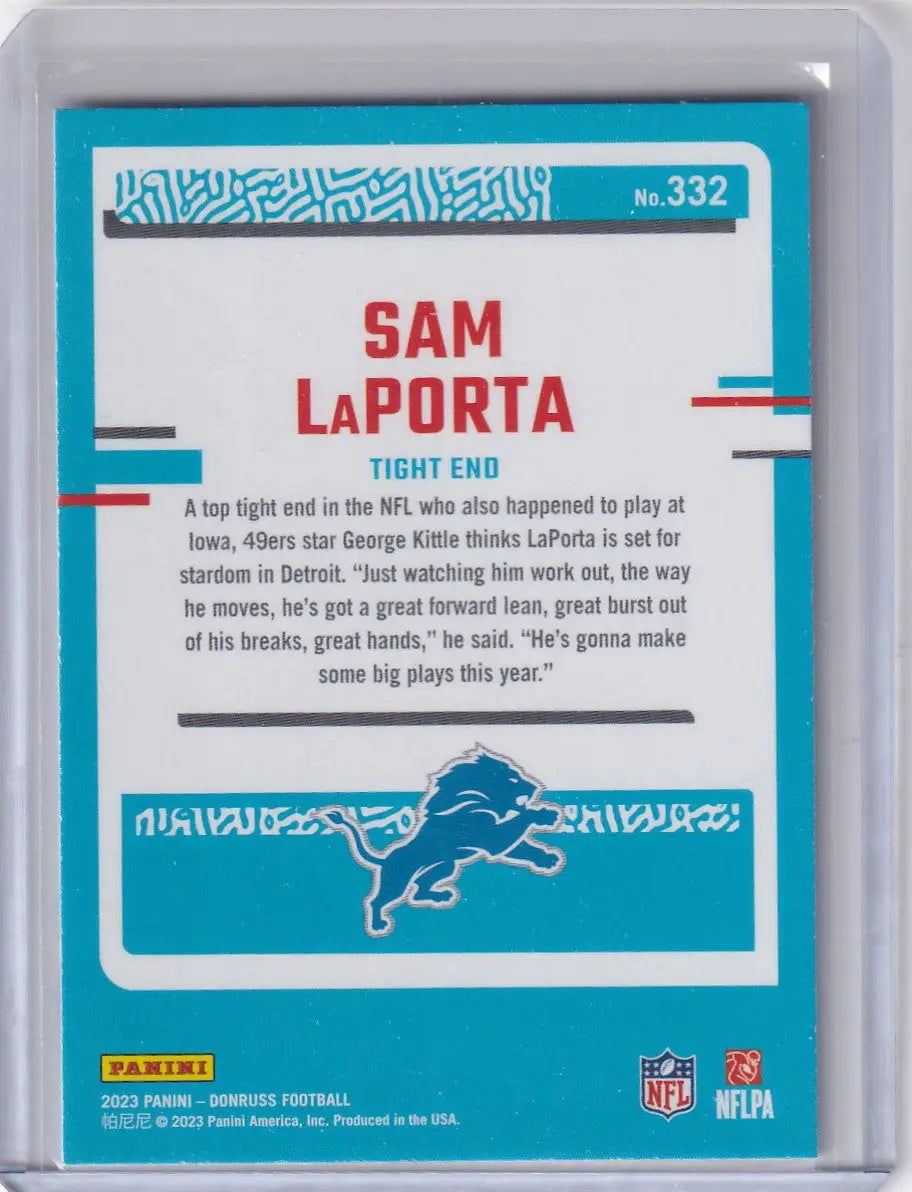 No.332
SAM
LaPORTA
TIGHT END
A top tight end in the NFL who also happened to play at
Iowa, 49ers star George Kittle thinks LaPorta is set for
stardom in Detroit. “Just watching him work out, the way
he moves, he’s got a great forward lean, great burst out
of his breaks, great hands,” he said. “He’s gonna make
some big plays this year.”
PANINI
2023 PANINI – DONRUSS FOOTBALL
帕尼尼 © 2023 Panini America, Inc. Produced in the USA.
NFL
NFLPA